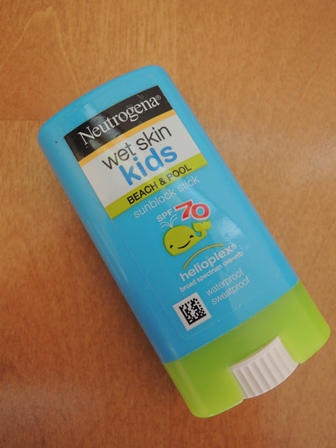 Neutrogena®
wet skin
kids
BEACH & POOL
sunblock stick
SPF 70
helioplex®
broad spectrum uva•uvb
waterproof
sweatproof